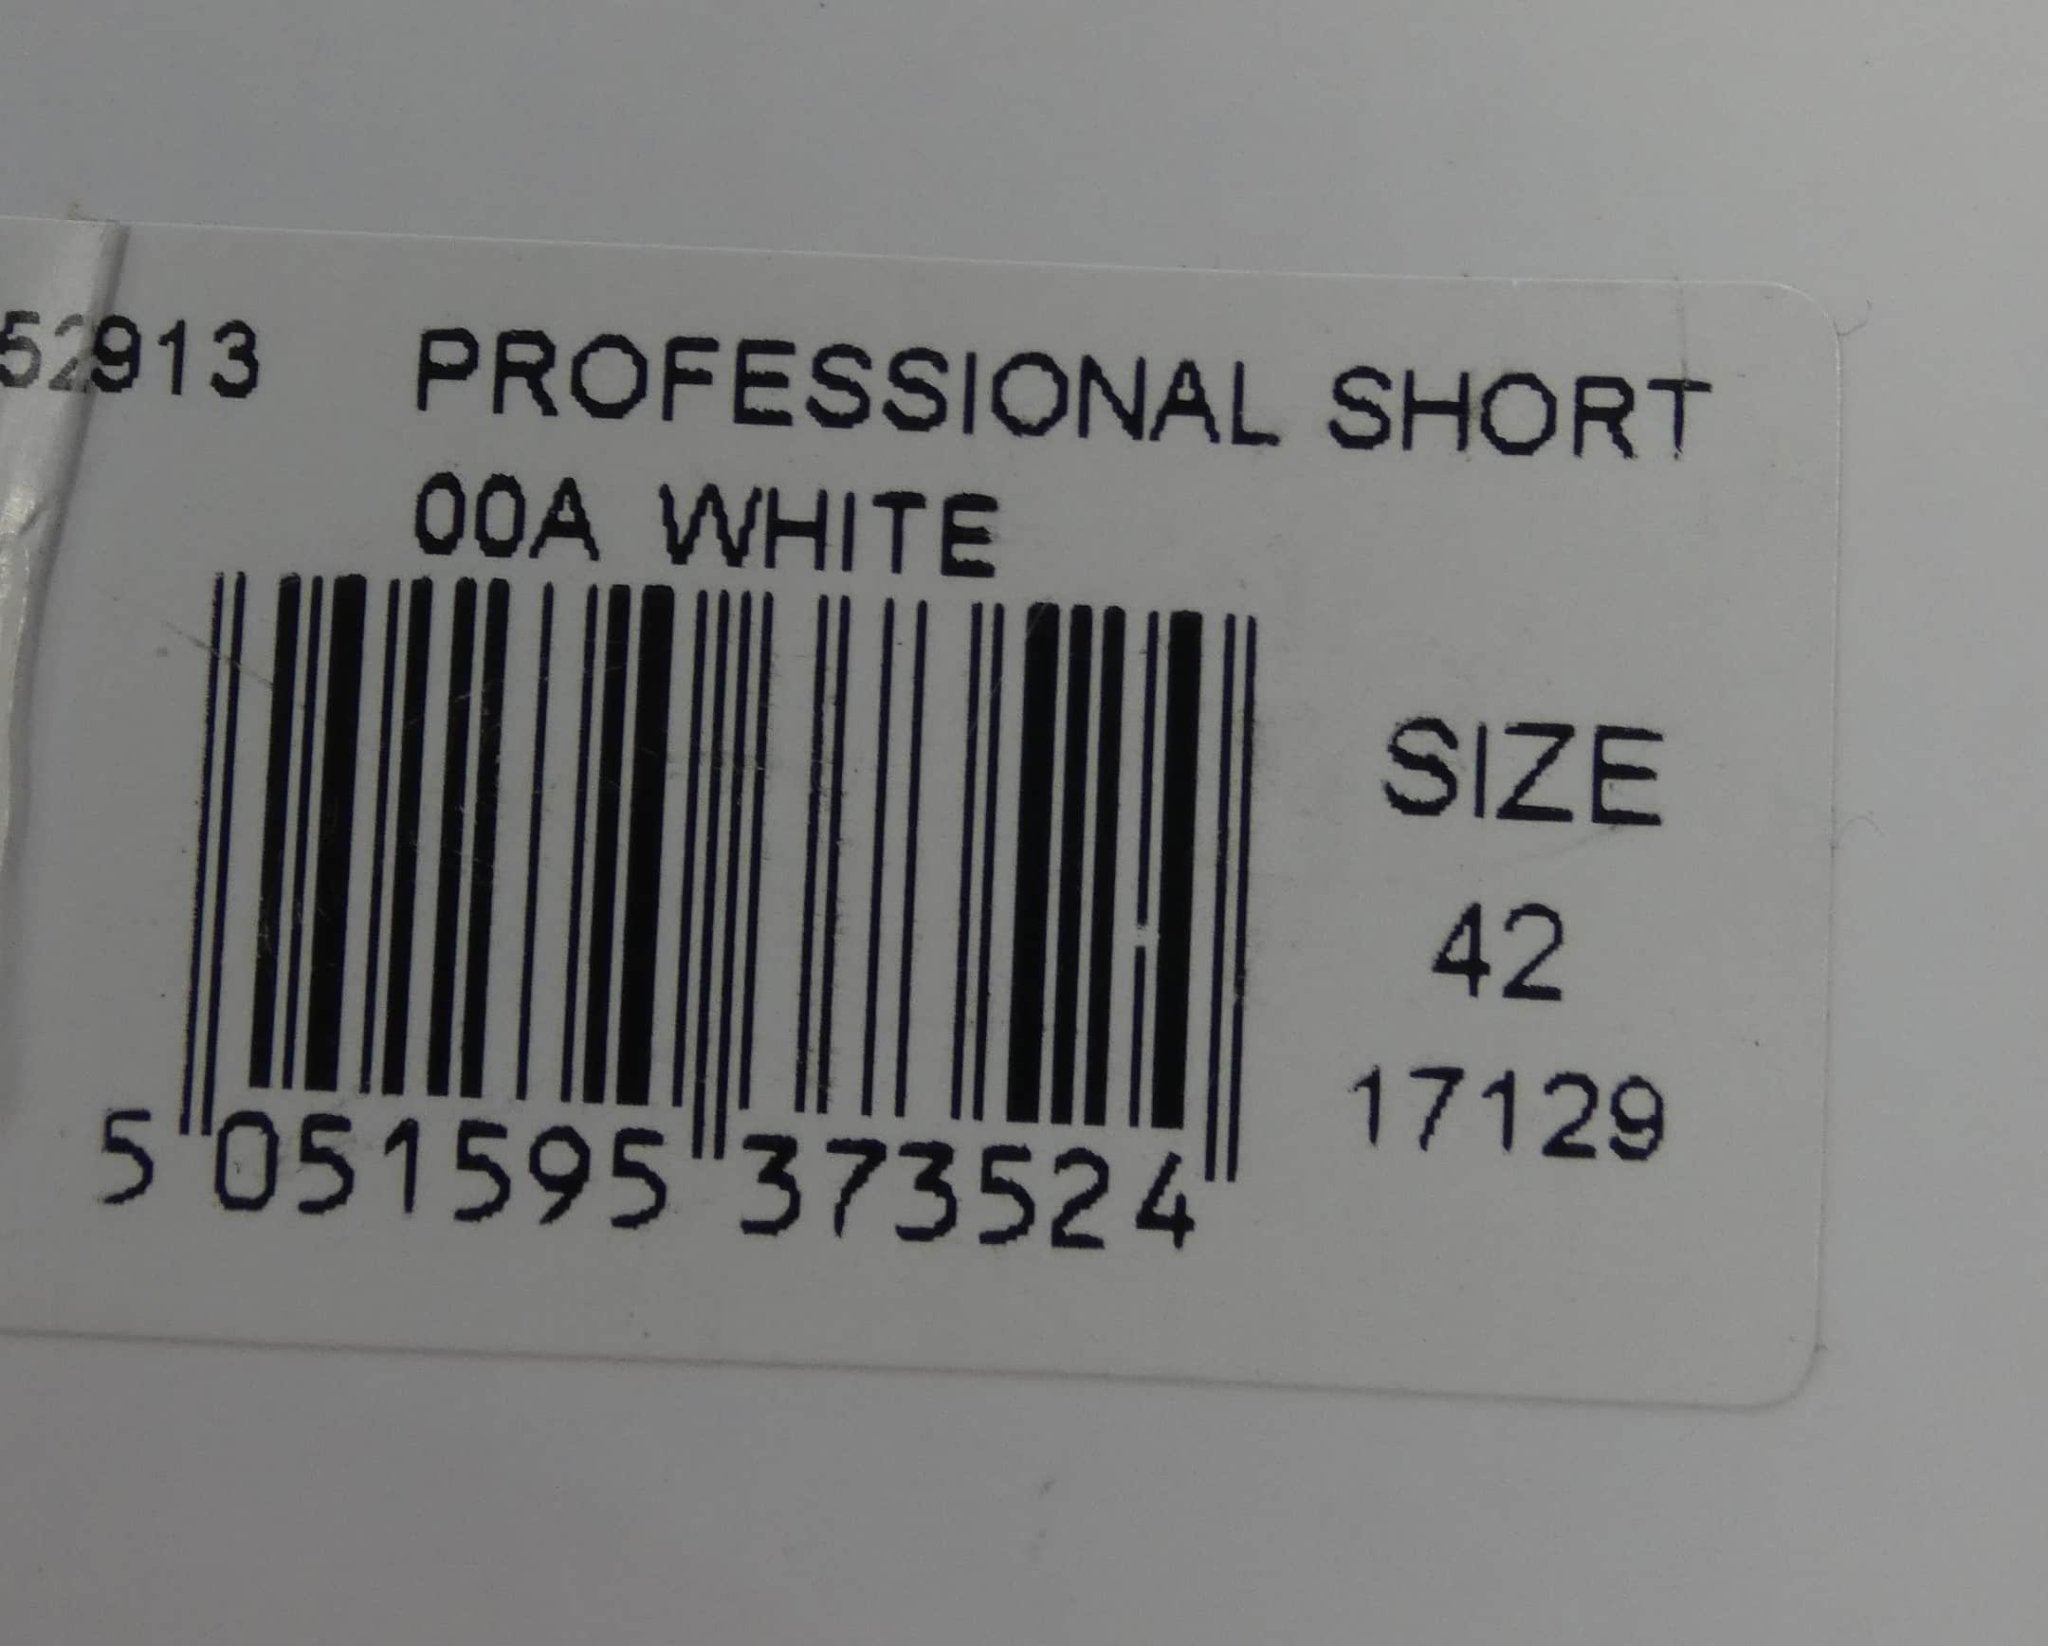 52913 PROFESSIONAL SHORT
00A WHITE
SIZE
42
17129
5 051595 373524